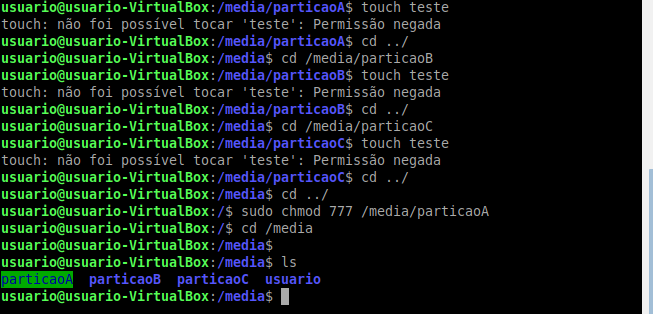 usuario@usuario-VirtualBox:/media/particaoA$ touch teste
touch: não foi possível tocar 'teste': Permissão negada
usuario@usuario-VirtualBox:/media/particaoA$ cd ../
usuario@usuario-VirtualBox:/media$ cd /media/particaoB
usuario@usuario-VirtualBox:/media/particaoB$ touch teste
touch: não foi possível tocar 'teste': Permissão negada
usuario@usuario-VirtualBox:/media/particaoB$ cd ../
usuario@usuario-VirtualBox:/media$ cd /media/particaoC
usuario@usuario-VirtualBox:/media/particaoC$ touch teste
touch: não foi possível tocar 'teste': Permissão negada
usuario@usuario-VirtualBox:/media/particaoC$ cd ../
usuario@usuario-VirtualBox:/media$ cd ../
usuario@usuario-VirtualBox:/$ sudo chmod 777 /media/particaoA
usuario@usuario-VirtualBox:/$ cd /media
usuario@usuario-VirtualBox:/media$
usuario@usuario-VirtualBox:/media$ ls
particaoA  particaoB  particaoC  usuario
usuario@usuario-VirtualBox:/media$